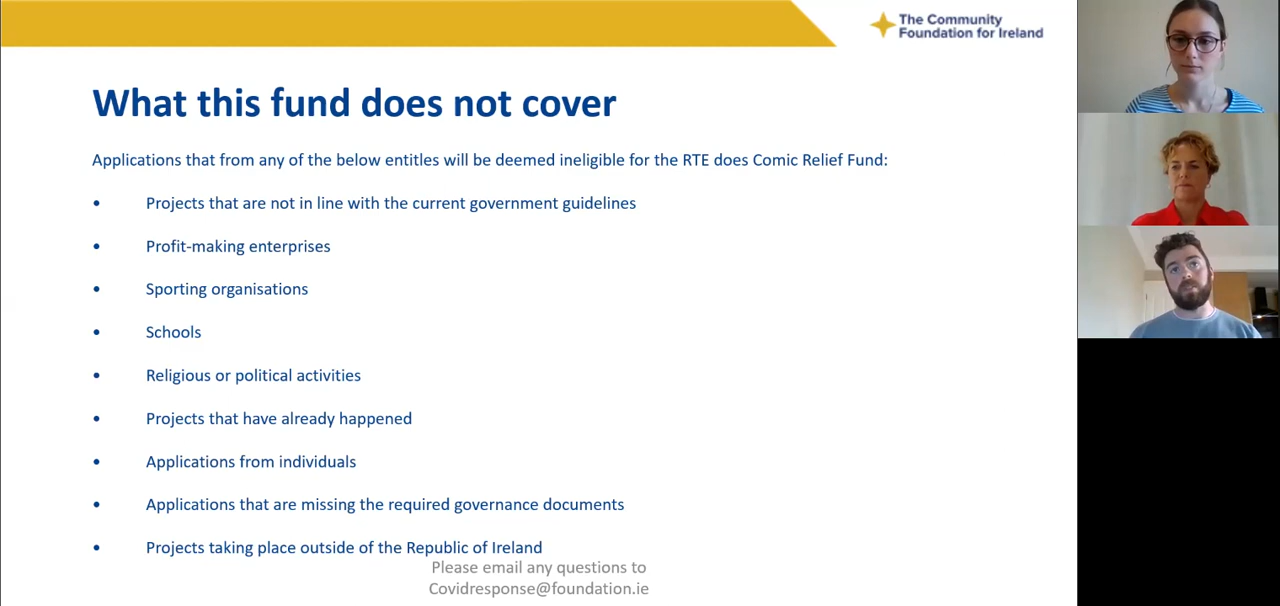 The Community
Foundation for Ireland
What this fund does not cover
Applications that from any of the below entitles will be deemed ineligible for the RTE does Comic Relief Fund:
• Projects that are not in line with the current government guidelines
• Profit-making enterprises
• Sporting organisations
• Schools
• Religious or political activities
• Projects that have already happened
• Applications from individuals
• Applications that are missing the required governance documents
• Projects taking place outside of the Republic of Ireland
Please email any questions to
Covidresponse@foundation.ie